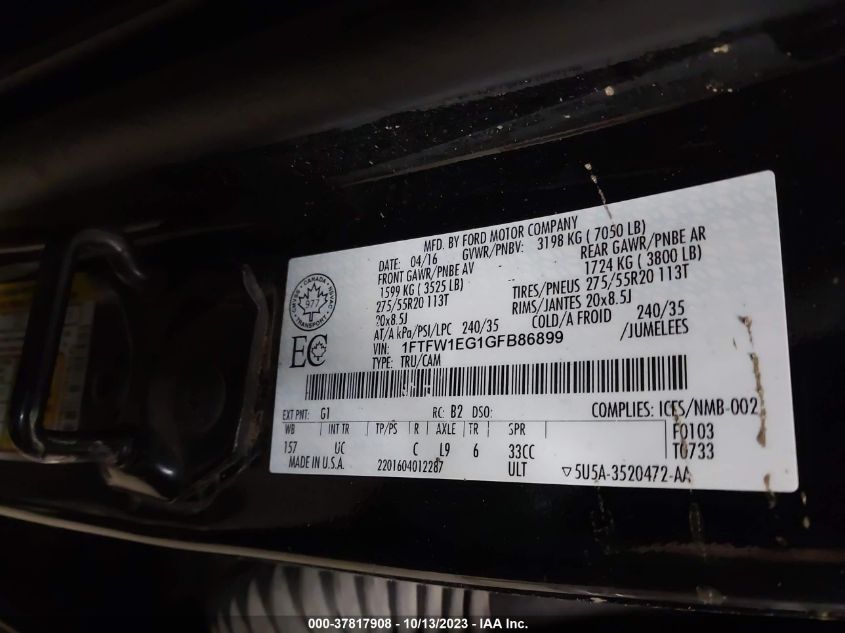 MFD. BY FORD MOTOR COMPANY
DATE: 04/16 GVWR/PNBV: 3198 KG ( 7050 LB)
FRONT GAWR/PNBE AV REAR GAWR/PNBE AR
1599 KG ( 3525 LB) 1724 KG ( 3800 LB)
275/55R20 113T TIRES/PNEUS 275/55R20 113T
20x8.5J RIMS/JANTES 20x8.5J
AT/A kPa/PSI/LPC 240/35 COLD/A FROID 240/35
VIN: 1FTFW1EG1GFB86899 /JUMELEES
TYPE: TRU/CAM
CANADA
977
TRANSPORT
EC
EXT PNT: G1 RC: B2 DSO: COMPLIES: ICES/NMB-002
WB INT TR TP/PS R AXLE TR SPR F0103
157 UC C L9 6 33CC T0733
MADE IN U.S.A. 2201604012287 ULT ▽5U5A-3520472-AA
000-37817908 - 10/13/2023 - IAA Inc.